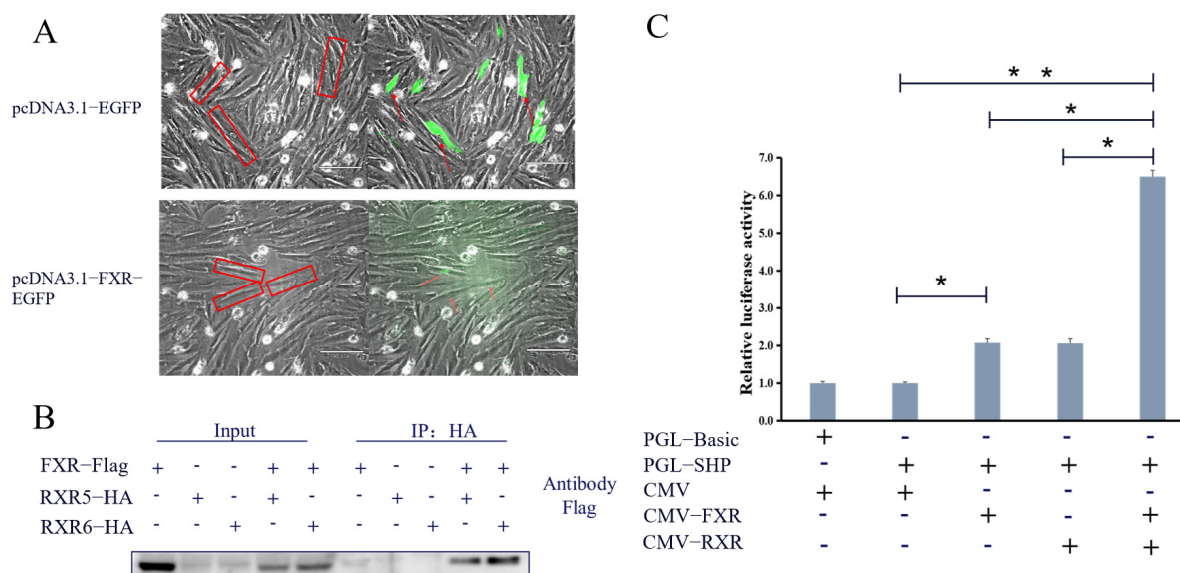 A
pcDNA3.1-EGFP
pcDNA3.1-FXR-
EGFP
B
Input IP: HA
FXR-Flag + - - + + + - - + +
RXR5-HA - + - + - - + - + -
RXR6-HA - - + - + - - + - +
Antibody
Flag
C
* *
*
*
*
Relative luciferase activity
7.0
6.0
5.0
4.0
3.0
2.0
1.0
0.0
PGL-Basic + - - - -
PGL-SHP - + + + +
CMV + + - - -
CMV-FXR - - + - +
CMV-RXR - - - + +